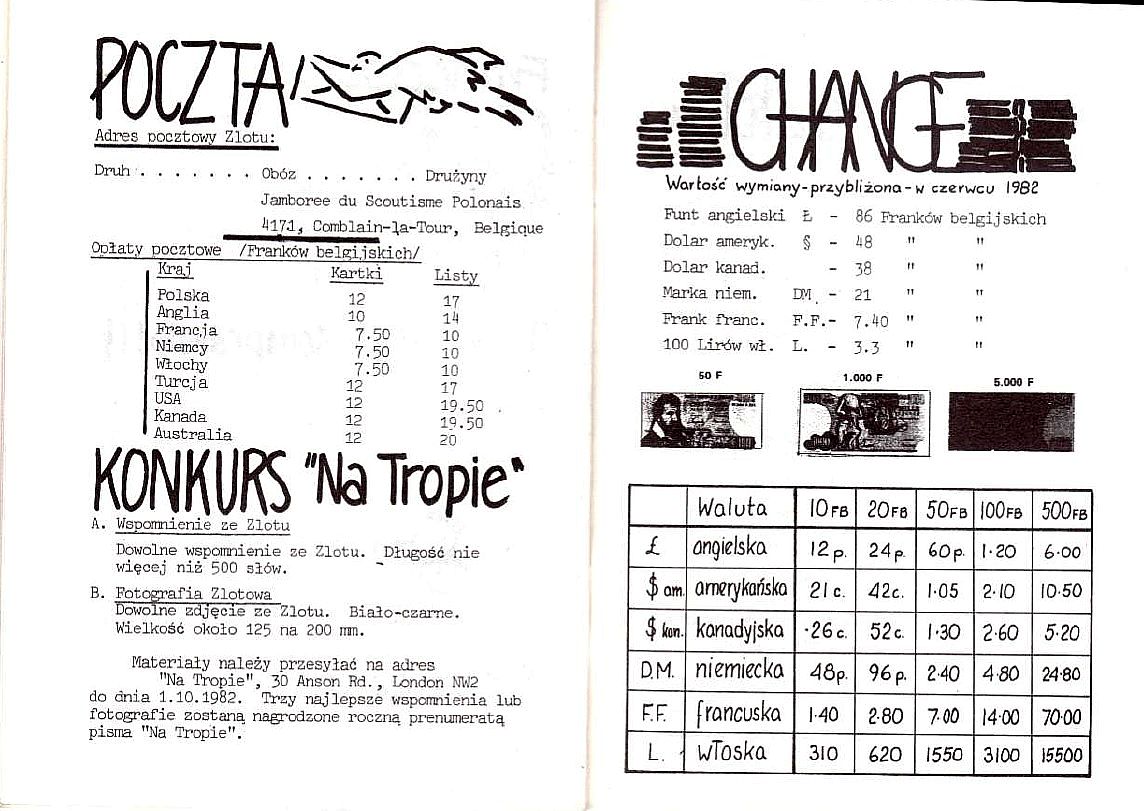 POCZTA
Adres pocztowy Zlotu:
Druh . . . . . . . Obóz . . . . . . . Drużyny
Jamboree du Scoutisme Polonais
4171, Comblain-la-Tour, Belgique
Opłaty pocztowe /Franków belgijskich/
Kraj Kartki Listy
Polska 12 17
Anglia 10 14
Francja 7.50 10
Niemcy 7.50 10
Włochy 7.50 10
Turcja 12 17
USA 12 19.50
Kanada 12 19.50
Australia 12 20
KONKURS "Na Tropie"
A. Wspomnienie ze Zlotu
Dowolne wspomnienie ze Zlotu. Długość nie
więcej niż 500 słów.
B. Fotografia Zlotowa
Dowolne zdjęcie ze Zlotu. Biało-czarne.
Wielkość około 125 na 200 mm.
Materiały należy przesyłać na adres
"Na Tropie", 30 Anson Rd., London NW2
do dnia 1.10.1982. Trzy najlepsze wspomnienia lub
fotografie zostaną nagrodzone roczną prenumeratą
pisma "Na Tropie".
CHANGE
Wartość wymiany-przybliżona-w czerwcu 1982
Funt angielski Ł - 86 Franków belgijskich
Dolar ameryk. § - 48 " "
Dolar kanad. - 38 " "
Marka niem. DM. - 21 " "
Frank franc. F.F.- 7.40 " "
100 Lirów wł. L. - 3.3 " "
50 F 1.000 F 5.000 F
Waluta 10FB 20FB 50FB 100FB 500FB
£ angielska 12p. 24p. 60p. 1·20 6·00
$ am. amerykańska 21c. 42c. 1·05 2·10 10·50
$ kan. kanadyjska ·26c. 52c. 1·30 2·60 5·20
D.M. niemiecka 48p. 96p. 2·40 4·80 24·80
F.F. francuska 1·40 2·80 7·00 14·00 70·00
L. włoska 310 620 1550 3100 15500